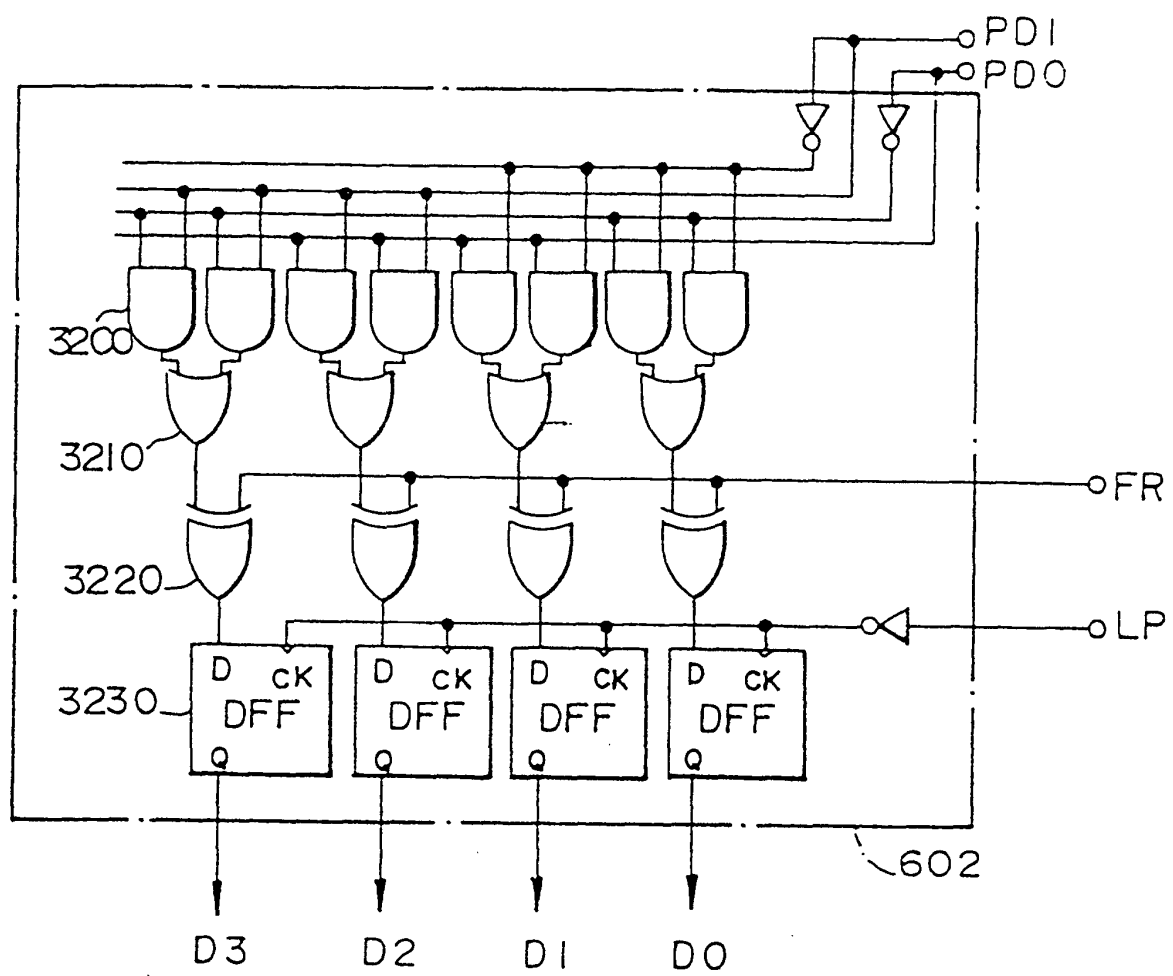 PD1
PD0
3200
3210
FR
3220
LP
D CK D CK D CK D CK
3230 DFF DFF DFF DFF
Q Q Q Q
602
D3 D2 D1 D0